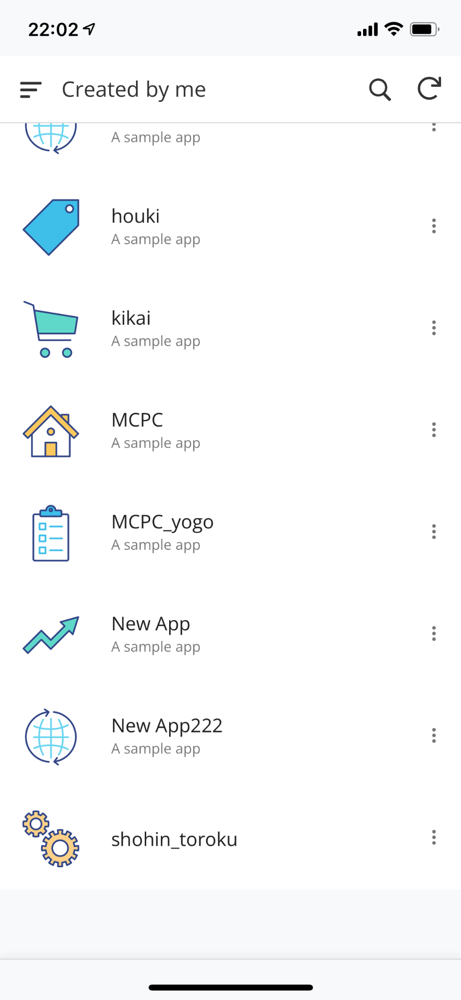 22:02
Created by me
A sample app
houki
A sample app
kikai
A sample app
MCPC
A sample app
MCPC_yogo
A sample app
New App
A sample app
New App222
A sample app
shohin_toroku